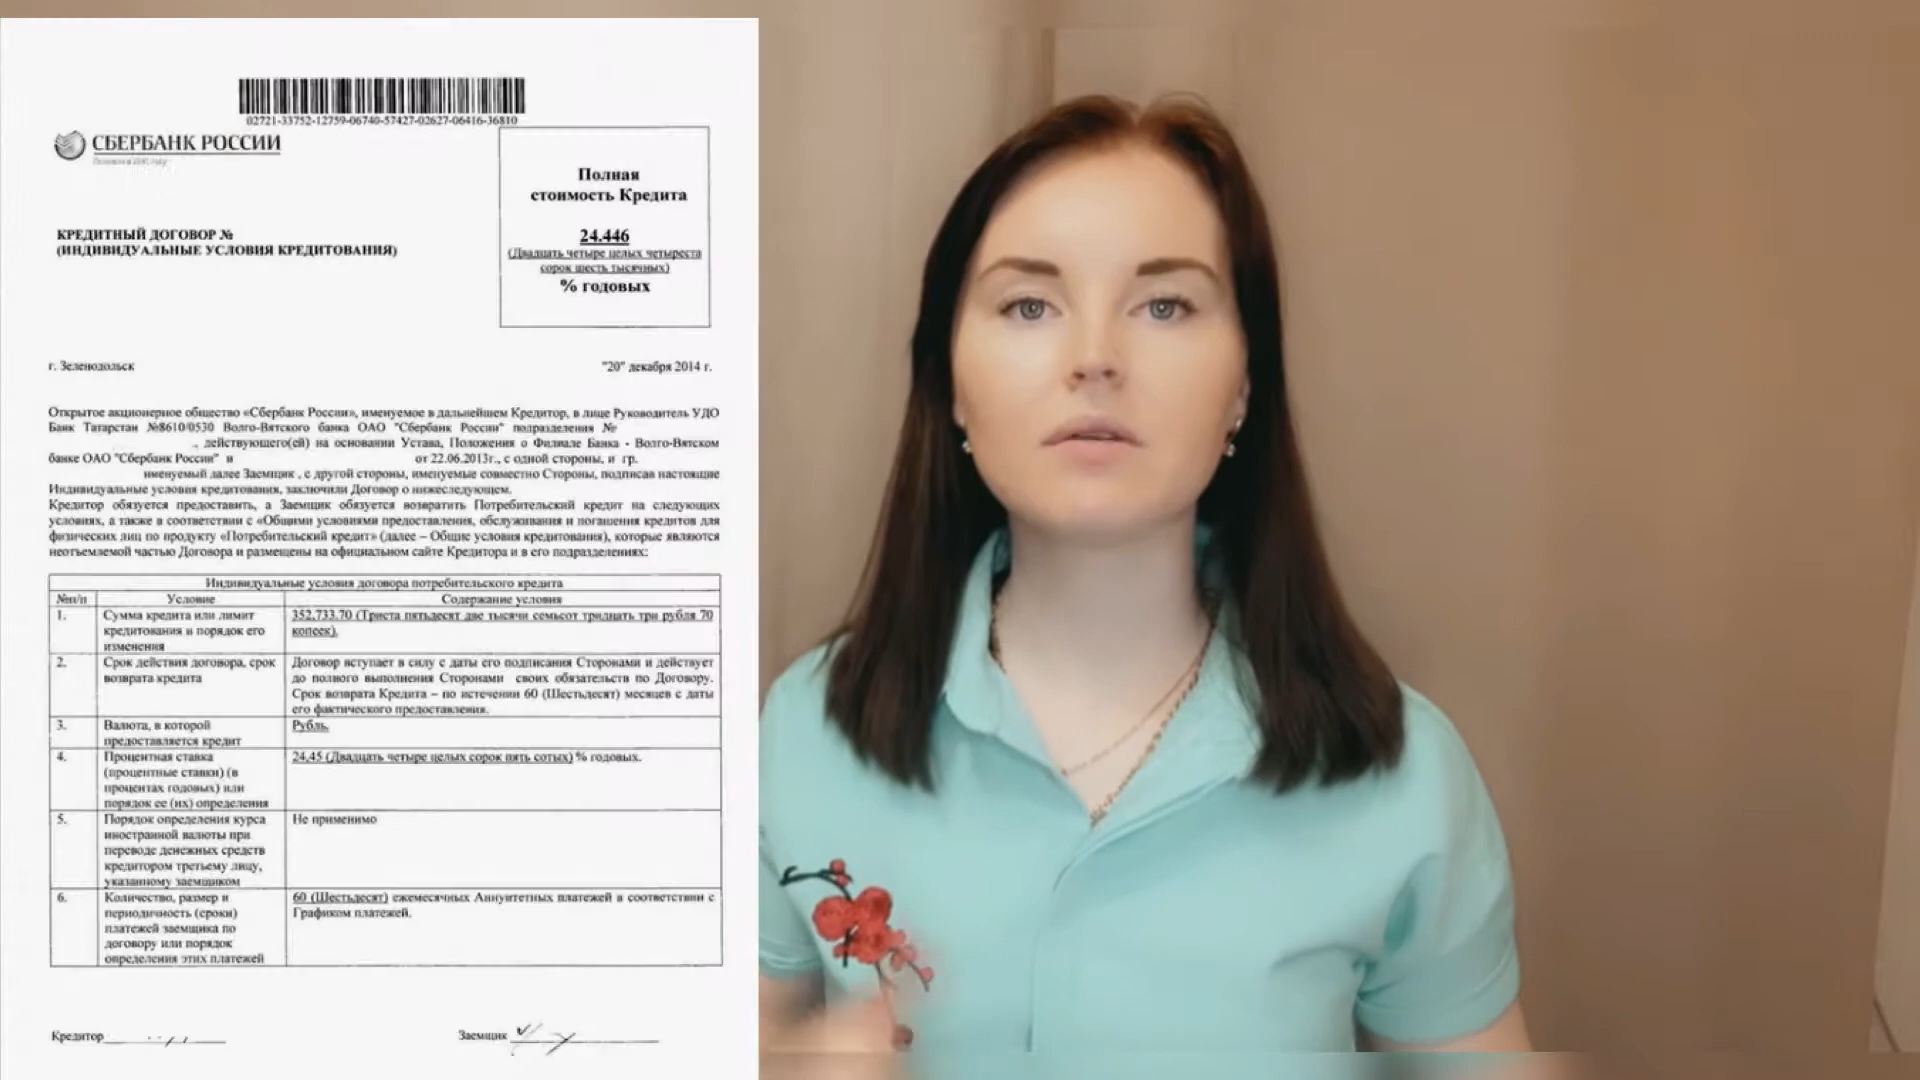 02721-33752-12759-06740-57427-02627-06416-36810
СБЕРБАНК РОССИИ
Полная
стоимость Кредита
24.446
(Двадцать четыре целых четыреста
сорок шесть тысячных)
% годовых
КРЕДИТНЫЙ ДОГОВОР №
(ИНДИВИДУАЛЬНЫЕ УСЛОВИЯ КРЕДИТОВАНИЯ)
г. Зеленодольск
"20" декабря 2014 г.
Открытое акционерное общество «Сбербанк России», именуемое в дальнейшем Кредитор, в лице Руководитель УДО
Банк Татарстан №8610/0530 Волго-Вятского банка ОАО "Сбербанк России" подразделения №
, действующего(ей) на основании Устава, Положения о Филиале Банка - Волго-Вятском
банке ОАО "Сбербанк России" и от 22.06.2013г., с одной стороны, и гр.
именуемый далее Заемщик , с другой стороны, именуемые совместно Стороны, подписав настоящие
Индивидуальные условия кредитования, заключили Договор о нижеследующем.
Кредитор обязуется предоставить, а Заемщик обязуется возвратить Потребительский кредит на следующих
условиях, а также в соответствии с «Общими условиями предоставления, обслуживания и погашения кредитов для
физических лиц по продукту «Потребительский кредит» (далее – Общие условия кредитования), которые являются
неотъемлемой частью Договора и размещены на официальном сайте Кредитора и в его подразделениях:
Индивидуальные условия договора потребительского кредита
№п/п Условие Содержание условия
1. Сумма кредита или лимит
кредитования и порядок его
изменения
352,733.70 (Триста пятьдесят две тысячи семьсот тридцать три рубля 70
копеек).
2. Срок действия договора, срок
возврата кредита
Договор вступает в силу с даты его подписания Сторонами и действует
до полного выполнения Сторонами своих обязательств по Договору.
Срок возврата Кредита – по истечении 60 (Шестьдесят) месяцев с даты
его фактического предоставления.
3. Валюта, в которой
предоставляется кредит
Рубль.
4. Процентная ставка
(процентные ставки) (в
процентах годовых) или
порядок ее (их) определения
24,45 (Двадцать четыре целых сорок пять сотых) % годовых.
5. Порядок определения курса
иностранной валюты при
переводе денежных средств
кредитором третьему лицу,
указанному заемщиком
Не применимо
6. Количество, размер и
периодичность (сроки)
платежей заемщика по
договору или порядок
определения этих платежей
60 (Шестьдесят) ежемесячных Аннуитетных платежей в соответствии с
Графиком платежей.
Кредитор
Заемщик